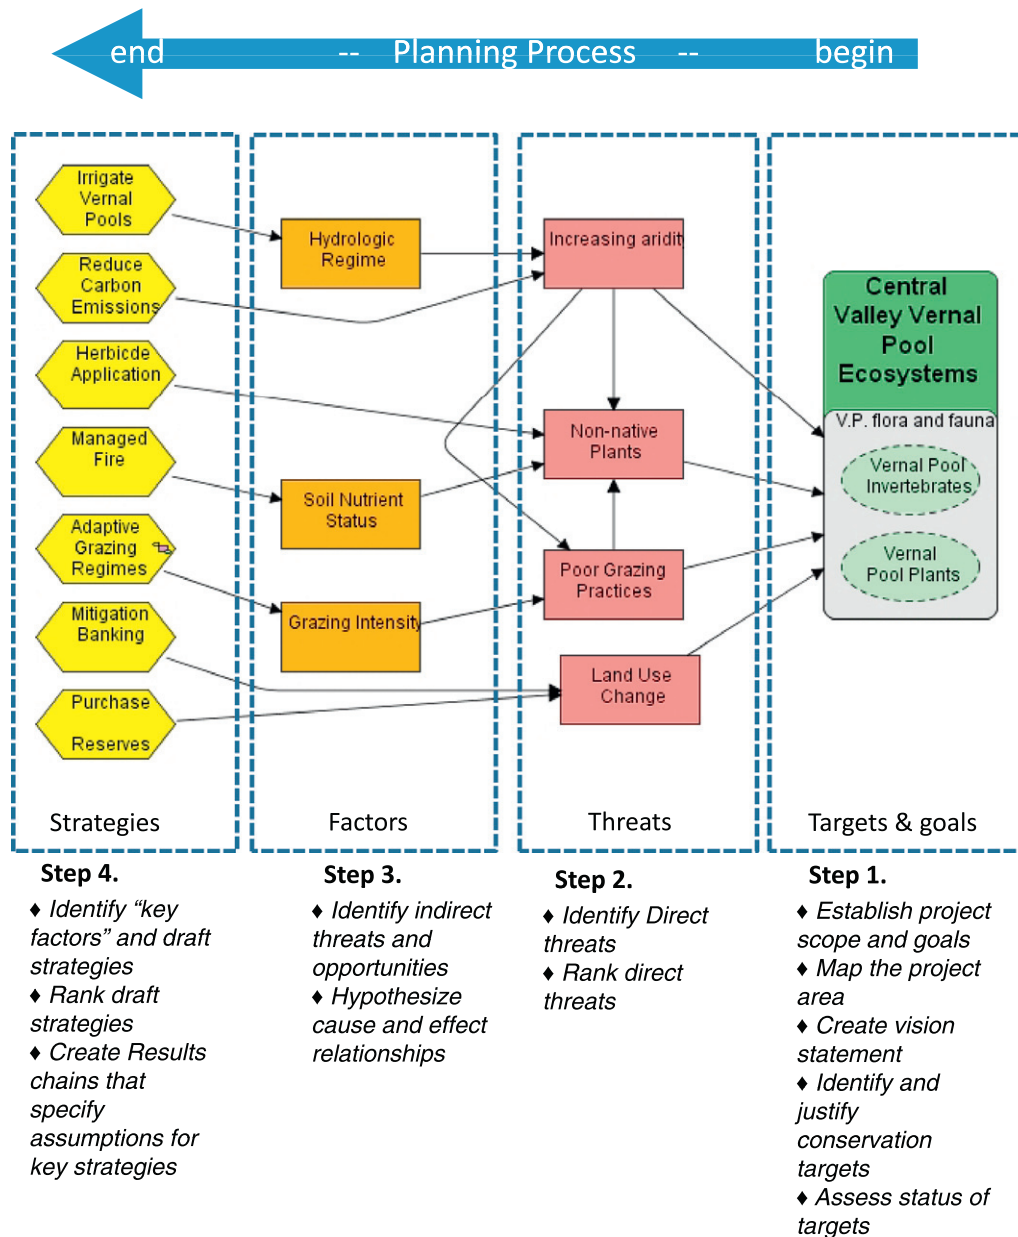 end -- Planning Process -- begin
Irrigate
Vernal
Pools
Reduce
Carbon
Emissions
Herbicde
Application
Managed
Fire
Adaptive
Grazing
Regimes
Mitigation
Banking
Purchase
Reserves
Strategies
Hydrologic
Regime
Soil Nutrient
Status
Grazing Intensity
Factors
Increasing aridity
Non-native
Plants
Poor Grazing
Practices
Land Use
Change
Threats
Central
Valley Vernal
Pool
Ecosystems
V.P. flora and fauna
Vernal Pool
Invertebrates
Vernal
Pool Plants
Targets & goals
Step 4.
♦ Identify “key
factors” and draft
strategies
♦ Rank draft
strategies
♦ Create Results
chains that
specify
assumptions for
key strategies
Step 3.
♦ Identify indirect
threats and
opportunities
♦ Hypothesize
cause and effect
relationships
Step 2.
♦ Identify Direct
threats
♦ Rank direct
threats
Step 1.
♦ Establish project
scope and goals
♦ Map the project
area
♦ Create vision
statement
♦ Identify and
justify
conservation
targets
♦ Assess status of
targets